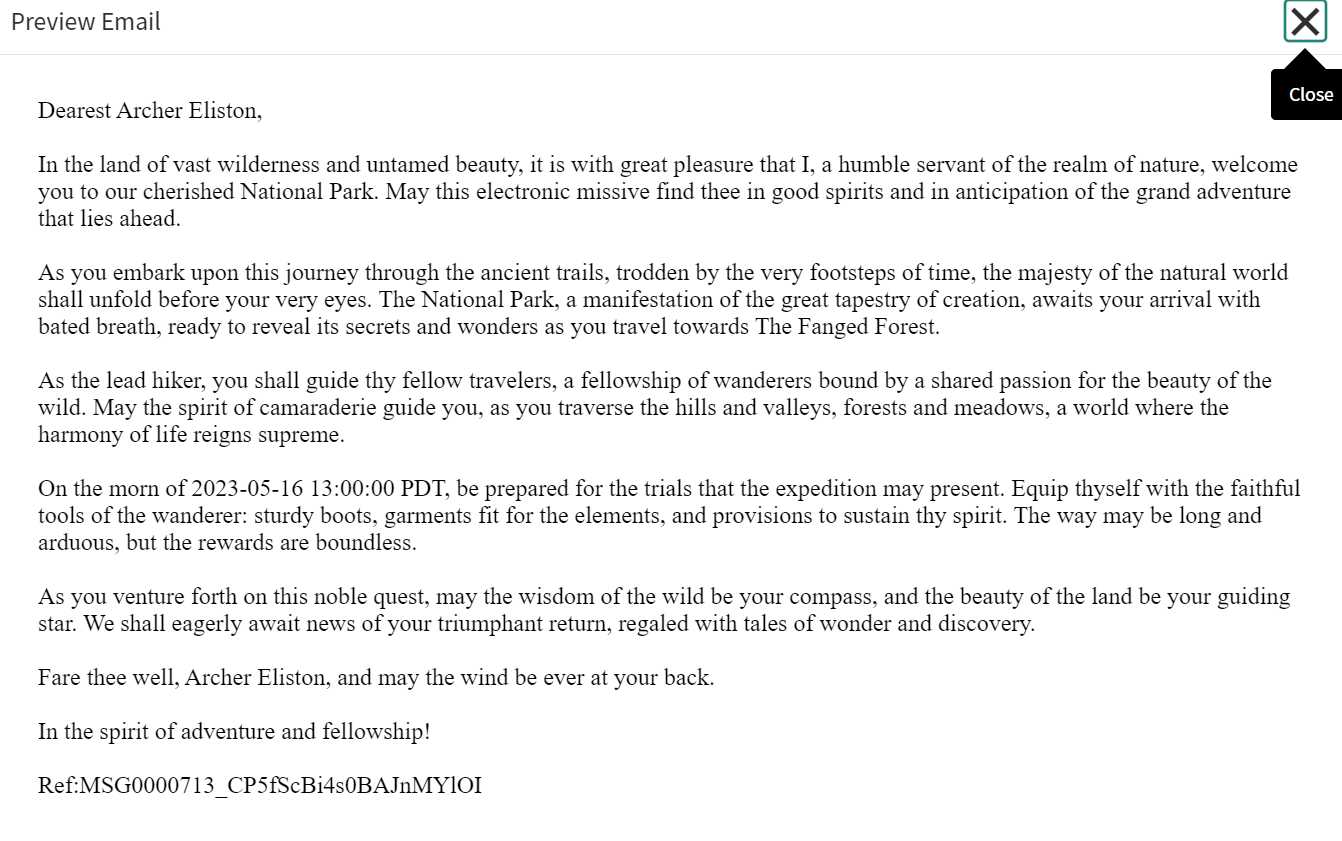 Preview Email
Close
Dearest Archer Eliston,
In the land of vast wilderness and untamed beauty, it is with great pleasure that I, a humble servant of the realm of nature, welcome
you to our cherished National Park. May this electronic missive find thee in good spirits and in anticipation of the grand adventure
that lies ahead.
As you embark upon this journey through the ancient trails, trodden by the very footsteps of time, the majesty of the natural world
shall unfold before your very eyes. The National Park, a manifestation of the great tapestry of creation, awaits your arrival with
bated breath, ready to reveal its secrets and wonders as you travel towards The Fanged Forest.
As the lead hiker, you shall guide thy fellow travelers, a fellowship of wanderers bound by a shared passion for the beauty of the
wild. May the spirit of camaraderie guide you, as you traverse the hills and valleys, forests and meadows, a world where the
harmony of life reigns supreme.
On the morn of 2023-05-16 13:00:00 PDT, be prepared for the trials that the expedition may present. Equip thyself with the faithful
tools of the wanderer: sturdy boots, garments fit for the elements, and provisions to sustain thy spirit. The way may be long and
arduous, but the rewards are boundless.
As you venture forth on this noble quest, may the wisdom of the wild be your compass, and the beauty of the land be your guiding
star. We shall eagerly await news of your triumphant return, regaled with tales of wonder and discovery.
Fare thee well, Archer Eliston, and may the wind be ever at your back.
In the spirit of adventure and fellowship!
Ref:MSG0000713_CP5fScBi4s0BAJnMYlOI